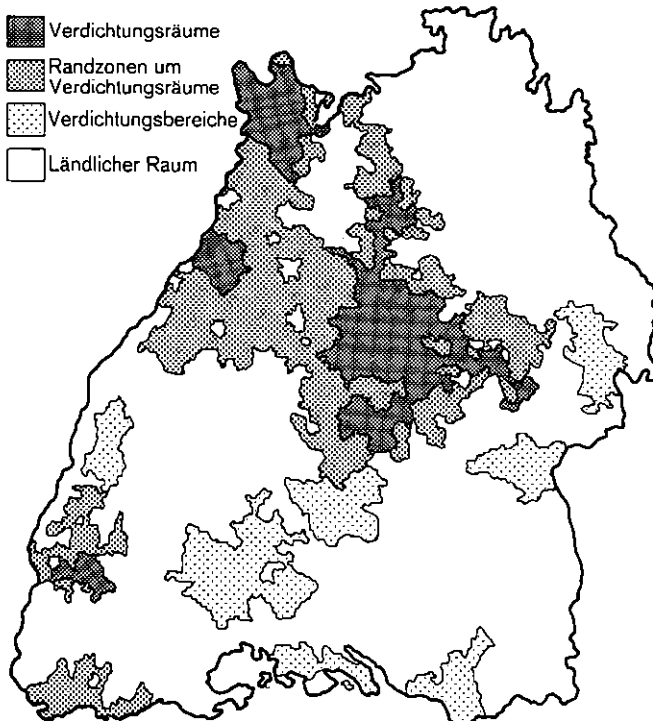 Verdichtungsräume
Randzonen um
Verdichtungsräume
Verdichtungsbereiche
Ländlicher Raum